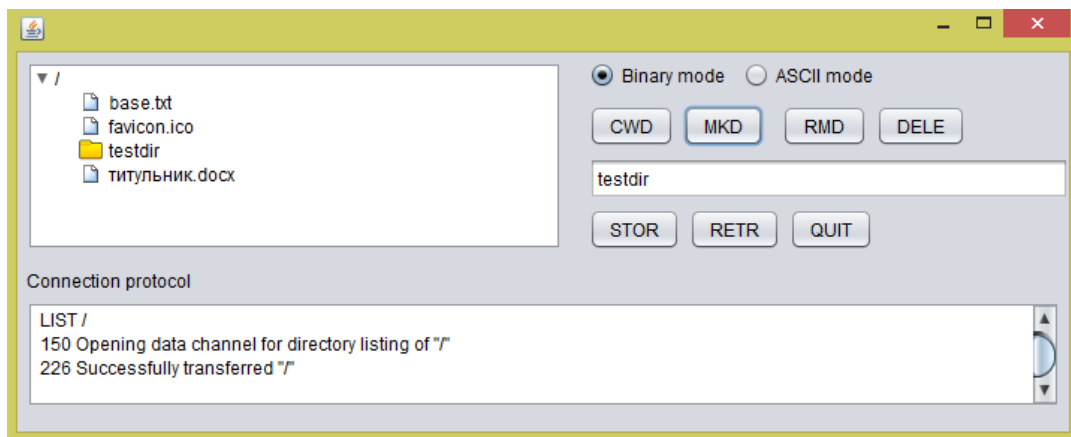 /
base.txt
favicon.ico
testdir
титульник.docx
Binary mode ASCII mode
CWD MKD RMD DELE
testdir
STOR RETR QUIT
Connection protocol
LIST /
150 Opening data channel for directory listing of "/"
226 Successfully transferred "/"